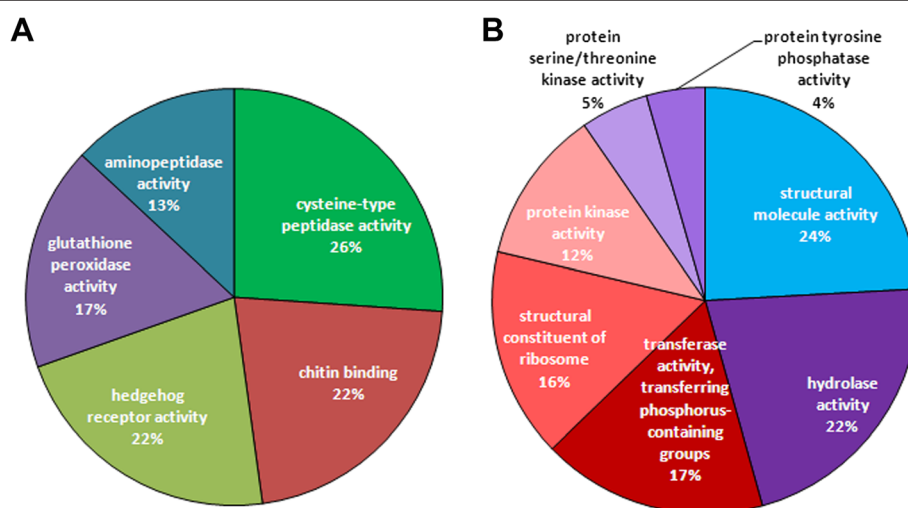 A
cysteine-type
peptidase activity
26%
chitin binding
22%
hedgehog
receptor activity
22%
glutathione
peroxidase
activity
17%
aminopeptidase
activity
13%
B
structural
molecule activity
24%
hydrolase
activity
22%
transferase
activity,
transferring
phosphorus-
containing
groups
17%
structural
constituent of
ribosome
16%
protein kinase
activity
12%
protein
serine/threonine
kinase activity
5%
protein tyrosine
phosphatase
activity
4%